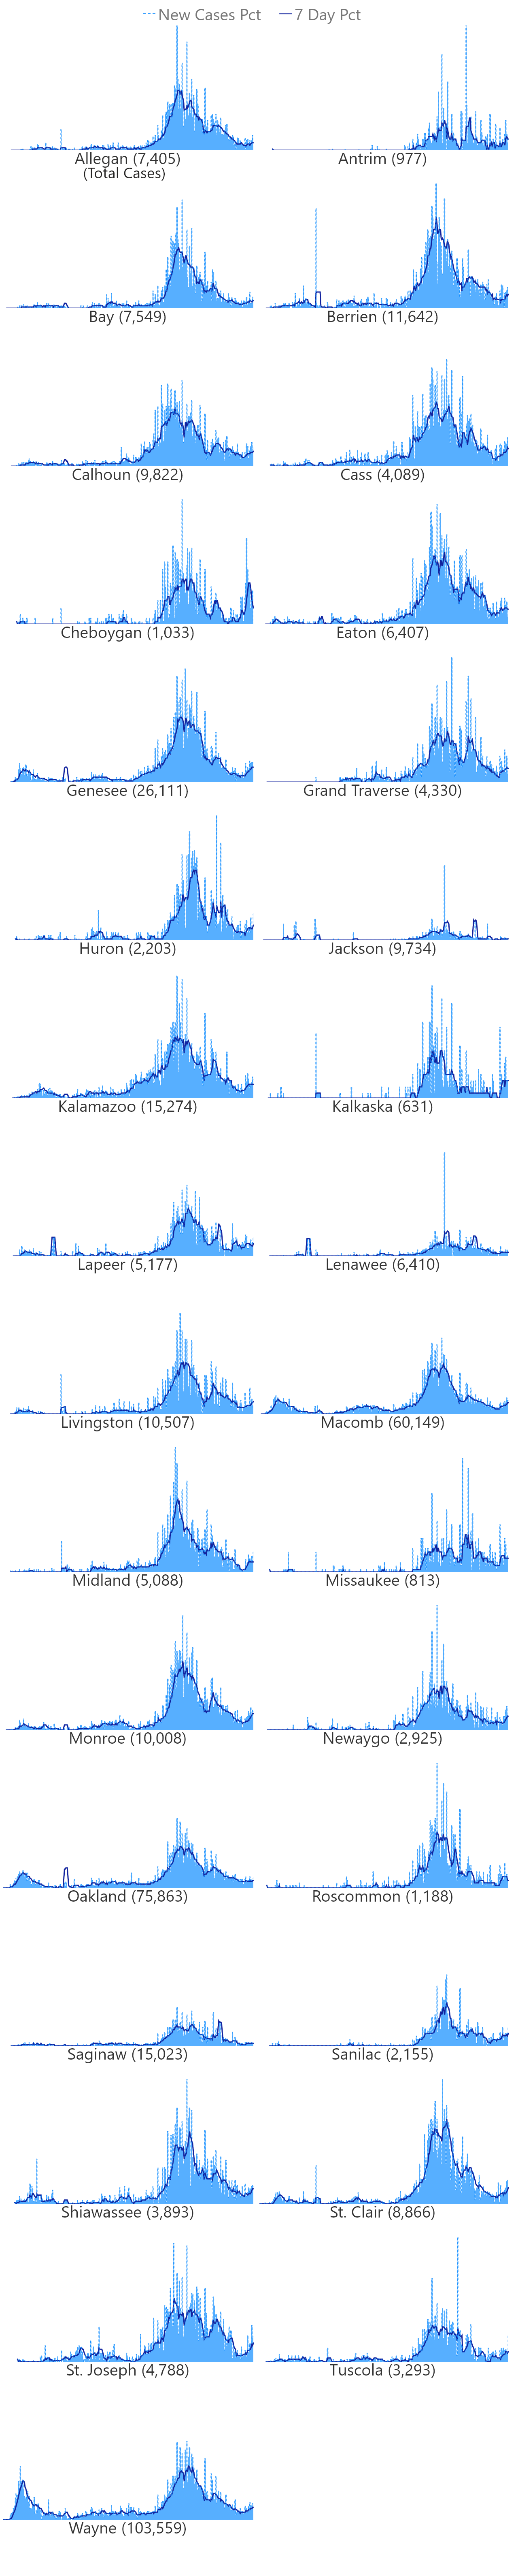 New Cases Pct 7 Day Pct
Allegan (7,405) Antrim (977)
(Total Cases)
Bay (7,549) Berrien (11,642)
Calhoun (9,822) Cass (4,089)
Cheboygan (1,033) Eaton (6,407)
Genesee (26,111) Grand Traverse (4,330)
Huron (2,203) Jackson (9,734)
Kalamazoo (15,274) Kalkaska (631)
Lapeer (5,177) Lenawee (6,410)
Livingston (10,507) Macomb (60,149)
Midland (5,088) Missaukee (813)
Monroe (10,008) Newaygo (2,925)
Oakland (75,863) Roscommon (1,188)
Saginaw (15,023) Sanilac (2,155)
Shiawassee (3,893) St. Clair (8,866)
St. Joseph (4,788) Tuscola (3,293)
Wayne (103,559)